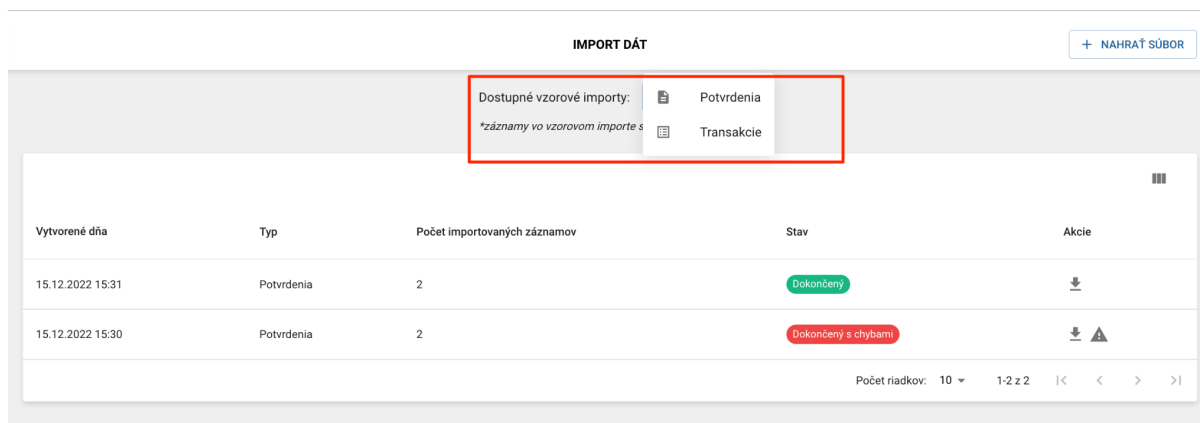 IMPORT DÁT
+ NAHRAŤ SÚBOR
Dostupné vzorové importy:
Potvrdenia
*záznamy vo vzorovom importe s
Transakcie
Vytvorené dňa Typ Počet importovaných záznamov Stav Akcie
15.12.2022 15:31 Potvrdenia 2 Dokončený
15.12.2022 15:30 Potvrdenia 2 Dokončený s chybami
Počet riadkov: 10 1-2 z 2